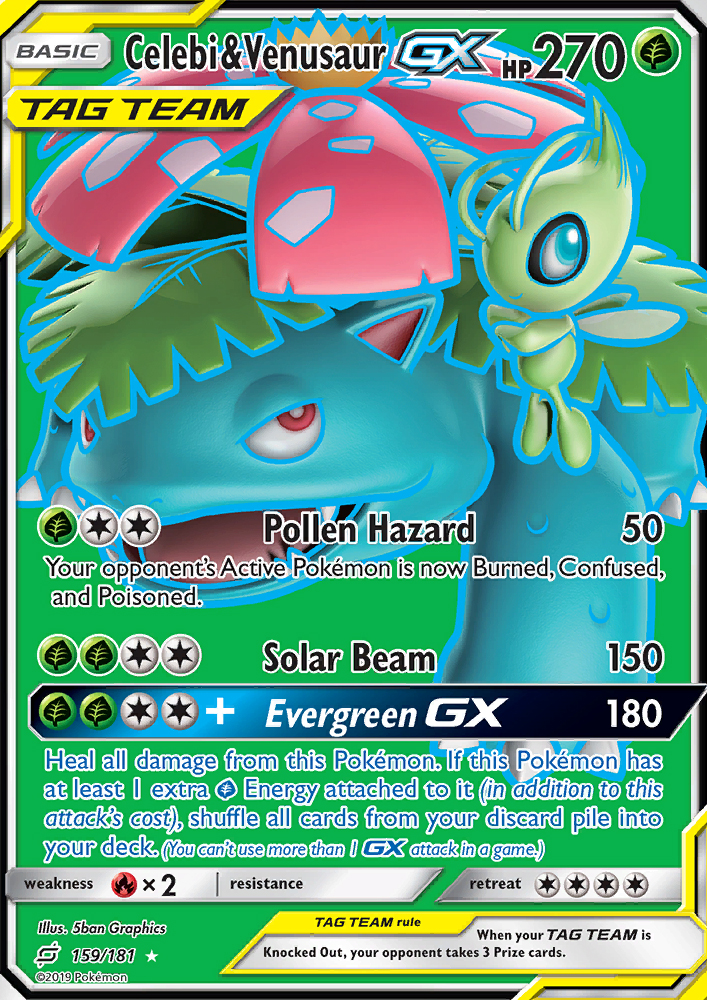 BASIC Celebi&Venusaur GX HP270
TAG TEAM
Pollen Hazard 50
Your opponent's Active Pokémon is now Burned, Confused,
and Poisoned.
Solar Beam 150
+ Evergreen GX 180
Heal all damage from this Pokémon. If this Pokémon has
at least 1 extra Energy attached to it (in addition to this
attack's cost), shuffle all cards from your discard pile into
your deck. (You can't use more than 1 GX attack in a game.)
weakness ×2 resistance retreat
Illus. 5ban Graphics
159/181
©2019 Pokémon
TAG TEAM rule
When your TAG TEAM is
Knocked Out, your opponent takes 3 Prize cards.